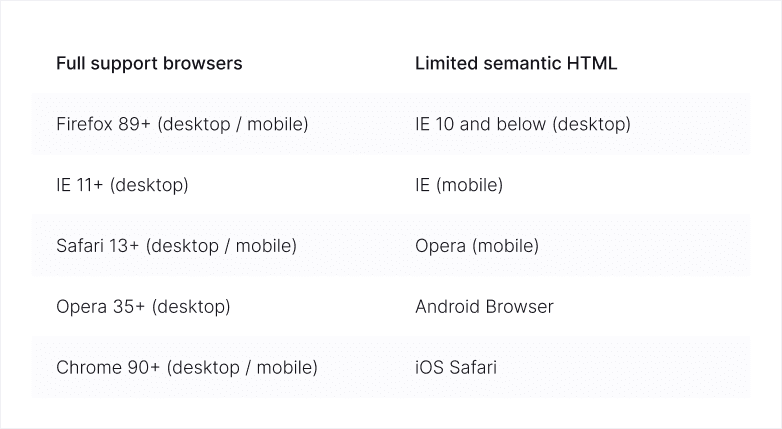 Full support browsers Limited semantic HTML
Firefox 89+ (desktop / mobile) IE 10 and below (desktop)
IE 11+ (desktop) IE (mobile)
Safari 13+ (desktop / mobile) Opera (mobile)
Opera 35+ (desktop) Android Browser
Chrome 90+ (desktop / mobile) iOS Safari